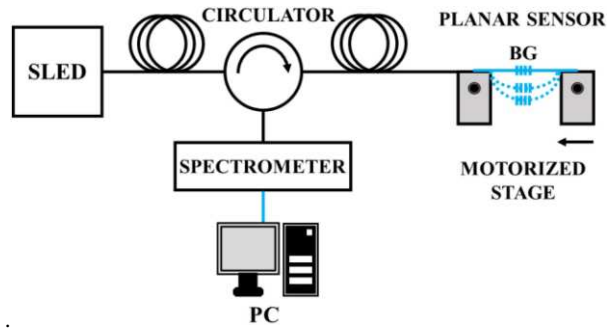 CIRCULATOR
PLANAR SENSOR
BG
SLED
SPECTROMETER
MOTORIZED
STAGE
PC
.